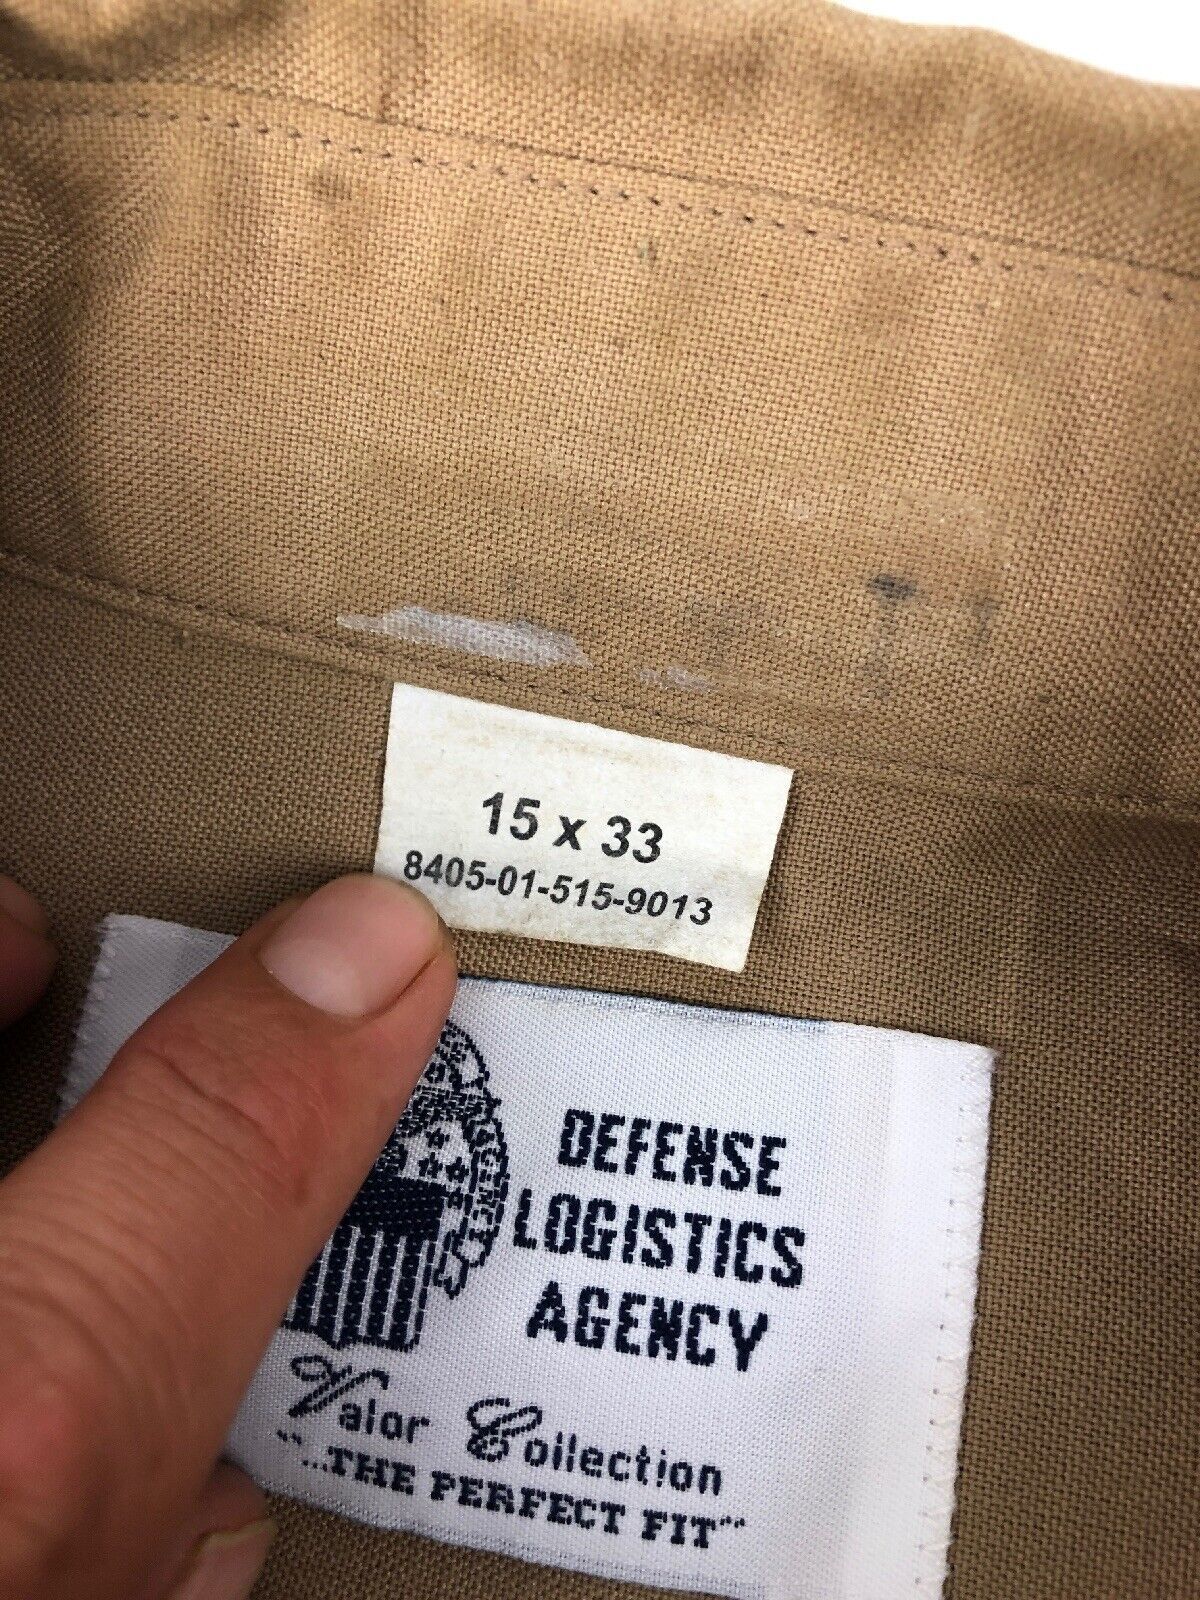 15 x 33
8405-01-515-9013
DEFENSE
LOGISTICS
AGENCY
Valor Collection
"...THE PERFECT FIT"